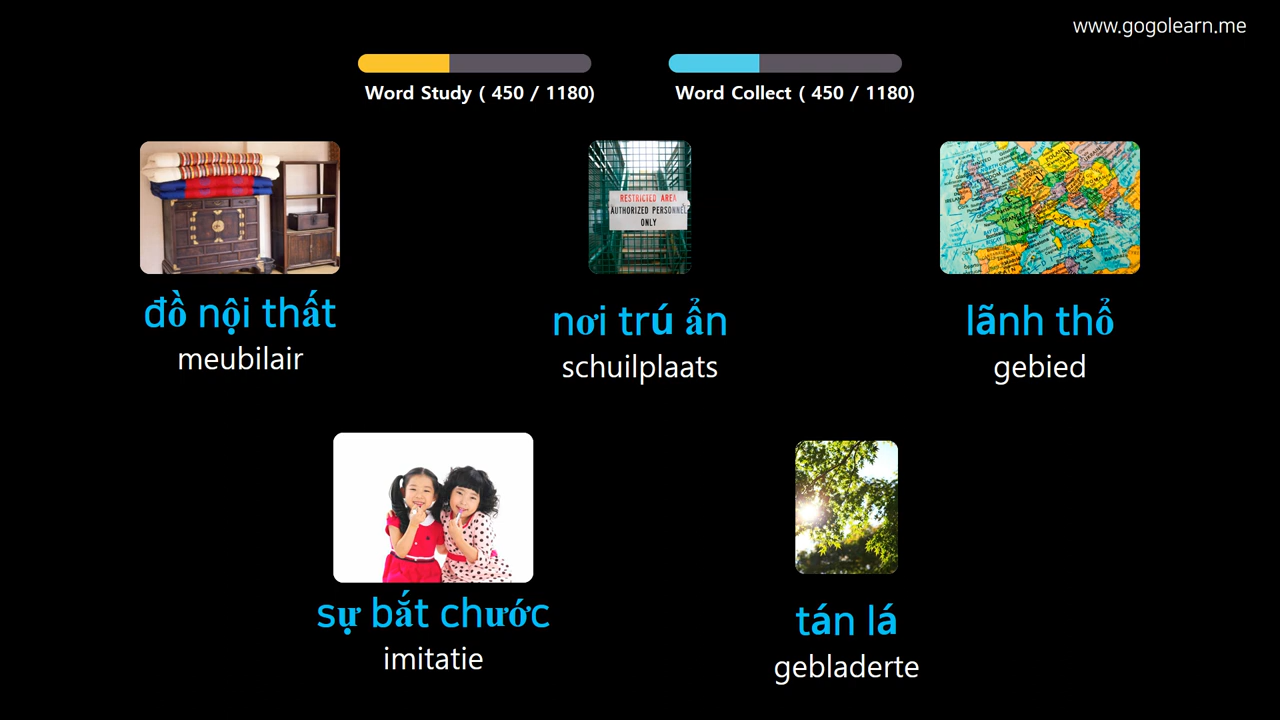 www.gogolearn.me
Word Study ( 450 / 1180)
Word Collect ( 450 / 1180)
RESTRICTED AREA
AUTHORIZED PERSONNEL
ONLY
đồ nội thất
meubilair
nơi trú ẩn
schuilplaats
lãnh thổ
gebied
sự bắt chước
imitatie
tán lá
gebladerte